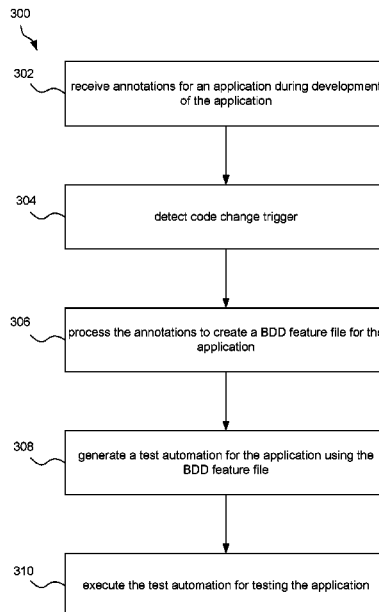 300
302
receive annotations for an application during development
of the application
304
detect code change trigger
306
process the annotations to create a BDD feature file for the
application
308
generate a test automation for the application using the
BDD feature file
310
execute the test automation for testing the application